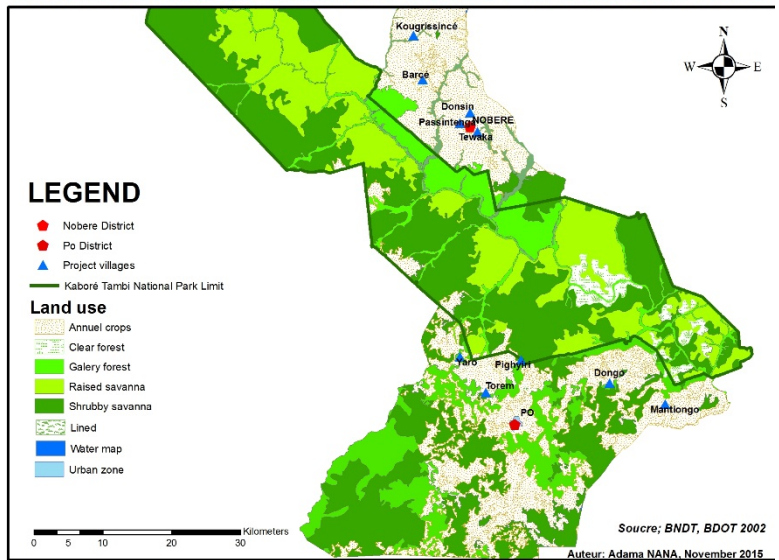 Kougrissincé
N
W E
S
Barcé
Donsin
Passintenga NOBERE
Tewaka
LEGEND
Nobere District
Po District
Project villages
Kaboré Tambi National Park Limit
Land use
Annuel crops
Clear forest
Galery forest
Raised savanna
Shrubby savanna
Lined
Water map
Urban zone
Yaro
Pighyiri
Torem
Dongo
Mantiongo
PO
0 5 10 20 30 Kilometers
Soucre; BNDT, BDOT 2002
Auteur: Adama NANA, November 2015